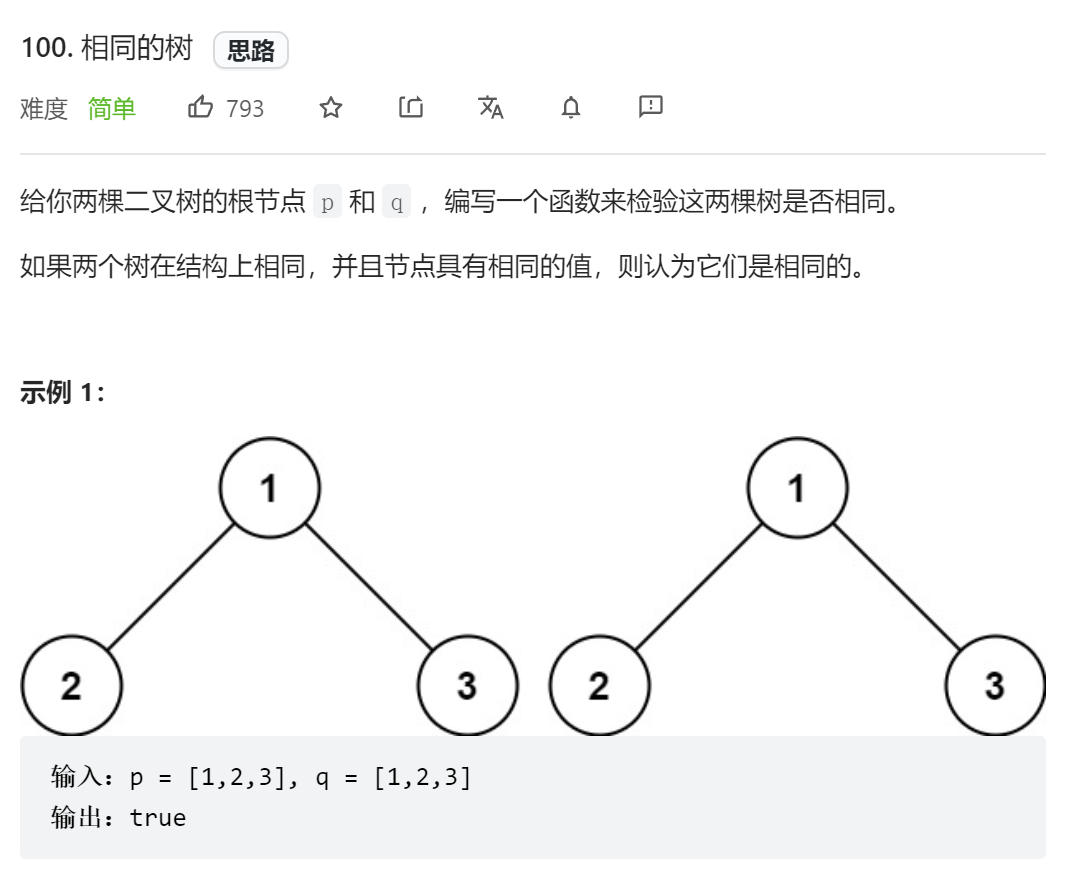 100. 相同的树 思路
难度 简单 793
给你两棵二叉树的根节点 p 和 q ，编写一个函数来检验这两棵树是否相同。
如果两个树在结构上相同，并且节点具有相同的值，则认为它们是相同的。
示例 1：
1 1
2 3 2 3
输入：p = [1,2,3], q = [1,2,3]
输出：true